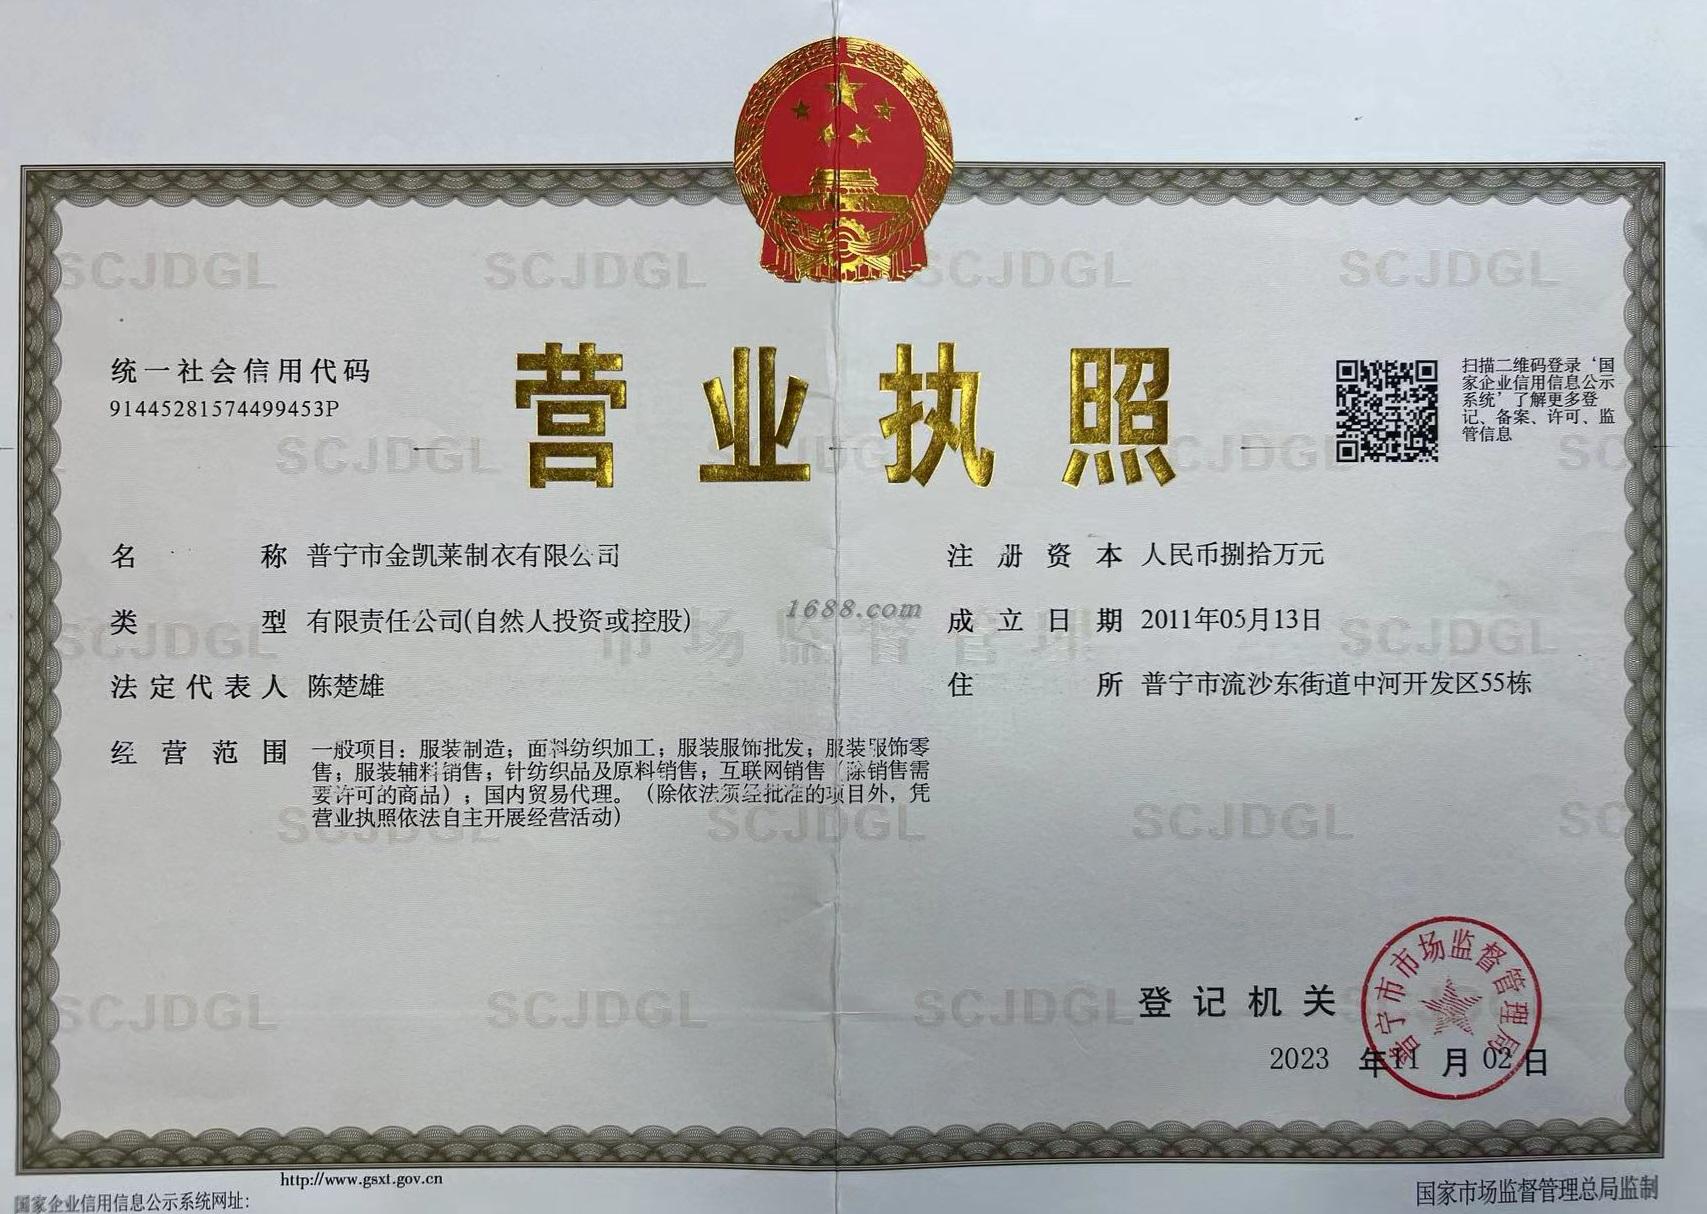 营业执照
统一社会信用代码
91445281574499453P
扫描二维码登录‘国
家企业信用信息公示
系统’了解更多登
记、备案、许可、监
管信息
名称 普宁市金凯莱制衣有限公司
类型 有限责任公司(自然人投资或控股)
法定代表人 陈楚雄
经营范围 一般项目：服装制造；面料纺织加工；服装服饰批发；服装服饰零
售；服装辅料销售；针纺织品及原料销售；互联网销售（除销售需
要许可的商品）；国内贸易代理。（除依法须经批准的项目外，凭
营业执照依法自主开展经营活动）
注册资本 人民币捌拾万元
成立日期 2011年05月13日
住所 普宁市流沙东街道中河开发区55栋
1688.com
市场监督管理
SCJDGL SCJDGL SCJDGL SCJDGL
登记机关
普宁市市场监督管理局
2023年11月02日
http://www.gsxt.gov.cn
国家企业信用信息公示系统网址：
国家市场监督管理总局监制